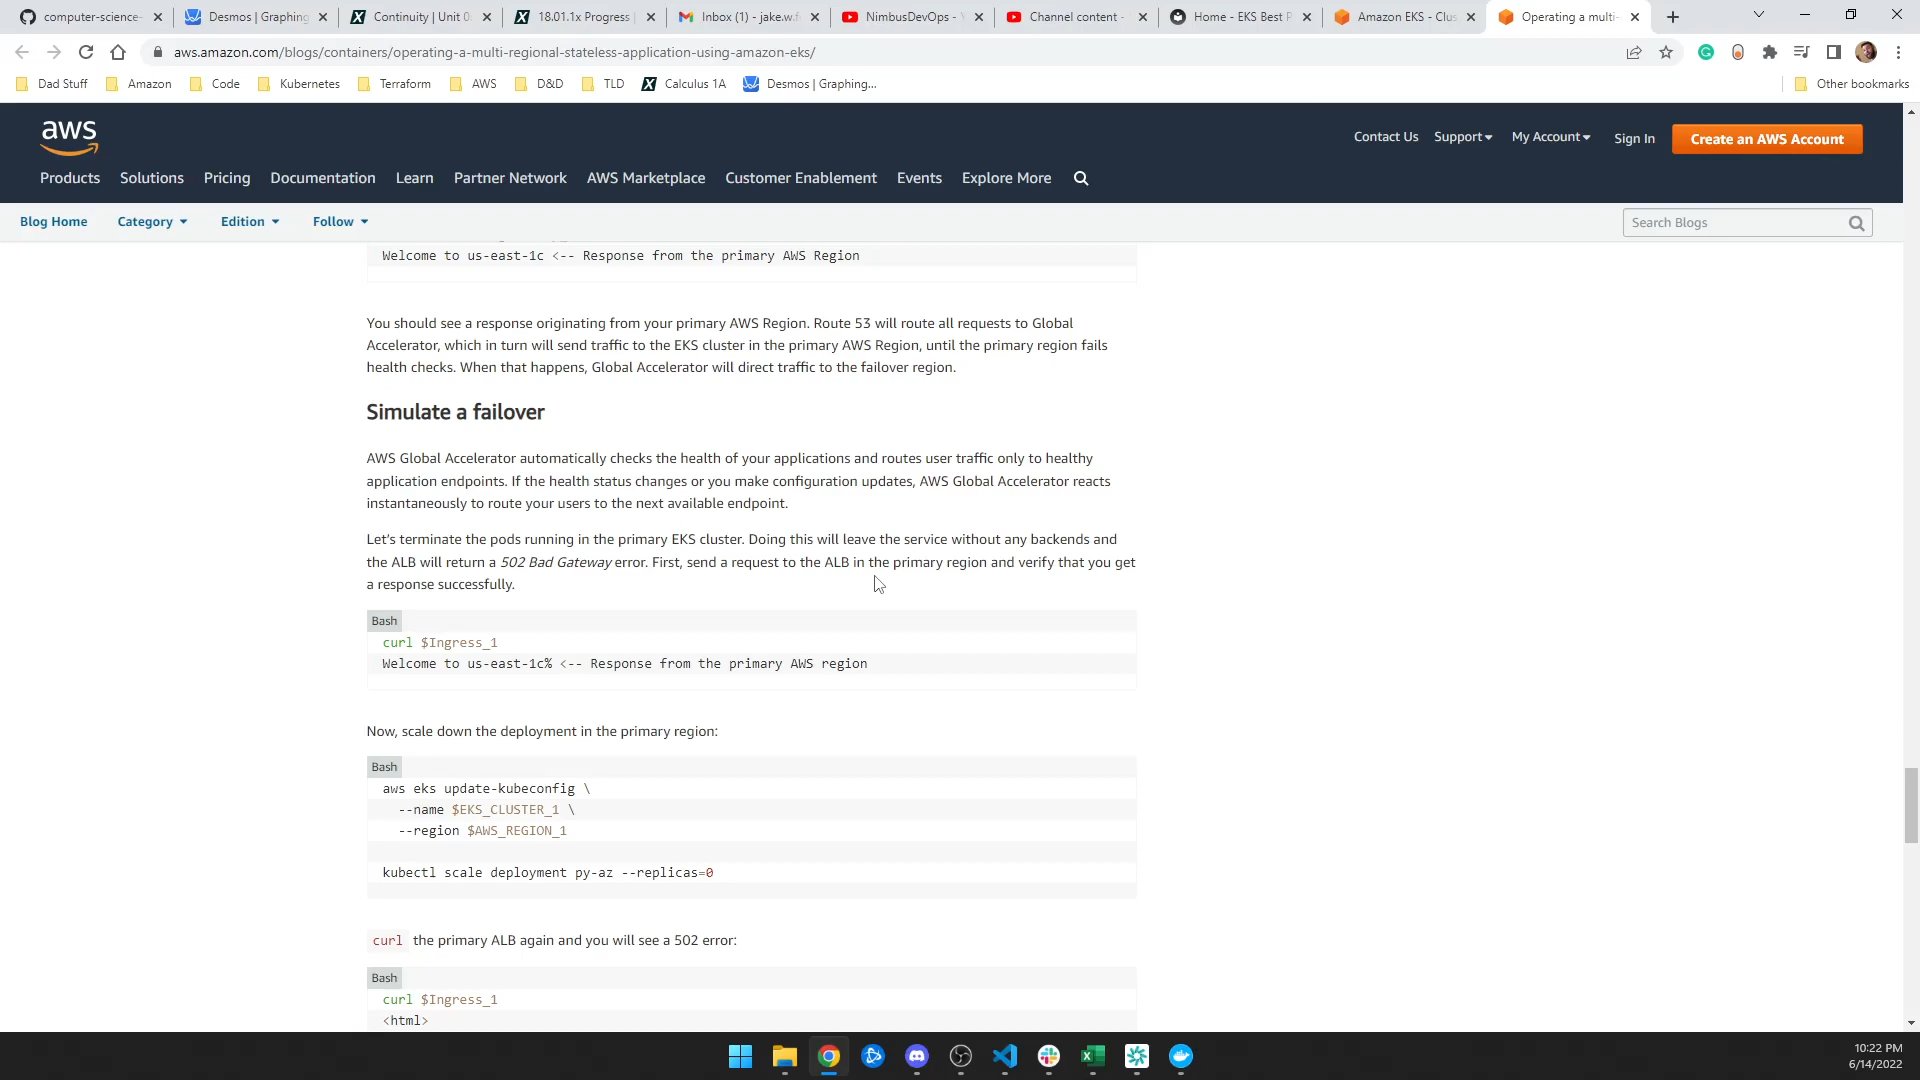 computer-science-
Desmos | Graphing
Continuity | Unit 0:
18.01.1x Progress |
Inbox (1) - jake.w.f
NimbusDevOps - Y
Channel content -
Home - EKS Best P
Amazon EKS - Clus
Operating a multi-
aws.amazon.com/blogs/containers/operating-a-multi-regional-stateless-application-using-amazon-eks/
Dad Stuff
Amazon
Code
Kubernetes
Terraform
AWS
D&D
TLD
Calculus 1A
Desmos | Graphing...
Other bookmarks
aws
Contact Us
Support
My Account
Sign In
Create an AWS Account
Products
Solutions
Pricing
Documentation
Learn
Partner Network
AWS Marketplace
Customer Enablement
Events
Explore More
Blog Home
Category
Edition
Follow
Search Blogs
Welcome to us-east-1c <-- Response from the primary AWS Region
You should see a response originating from your primary AWS Region. Route 53 will route all requests to Global
Accelerator, which in turn will send traffic to the EKS cluster in the primary AWS Region, until the primary region fails
health checks. When that happens, Global Accelerator will direct traffic to the failover region.
Simulate a failover
AWS Global Accelerator automatically checks the health of your applications and routes user traffic only to healthy
application endpoints. If the health status changes or you make configuration updates, AWS Global Accelerator reacts
instantaneously to route your users to the next available endpoint.
Let’s terminate the pods running in the primary EKS cluster. Doing this will leave the service without any backends and
the ALB will return a 502 Bad Gateway error. First, send a request to the ALB in the primary region and verify that you get
a response successfully.
Bash
curl $Ingress_1
Welcome to us-east-1c% <-- Response from the primary AWS region
Now, scale down the deployment in the primary region:
Bash
aws eks update-kubeconfig \
--name $EKS_CLUSTER_1 \
--region $AWS_REGION_1
kubectl scale deployment py-az --replicas=0
curl the primary ALB again and you will see a 502 error:
Bash
curl $Ingress_1
<html>
10:22 PM
6/14/2022